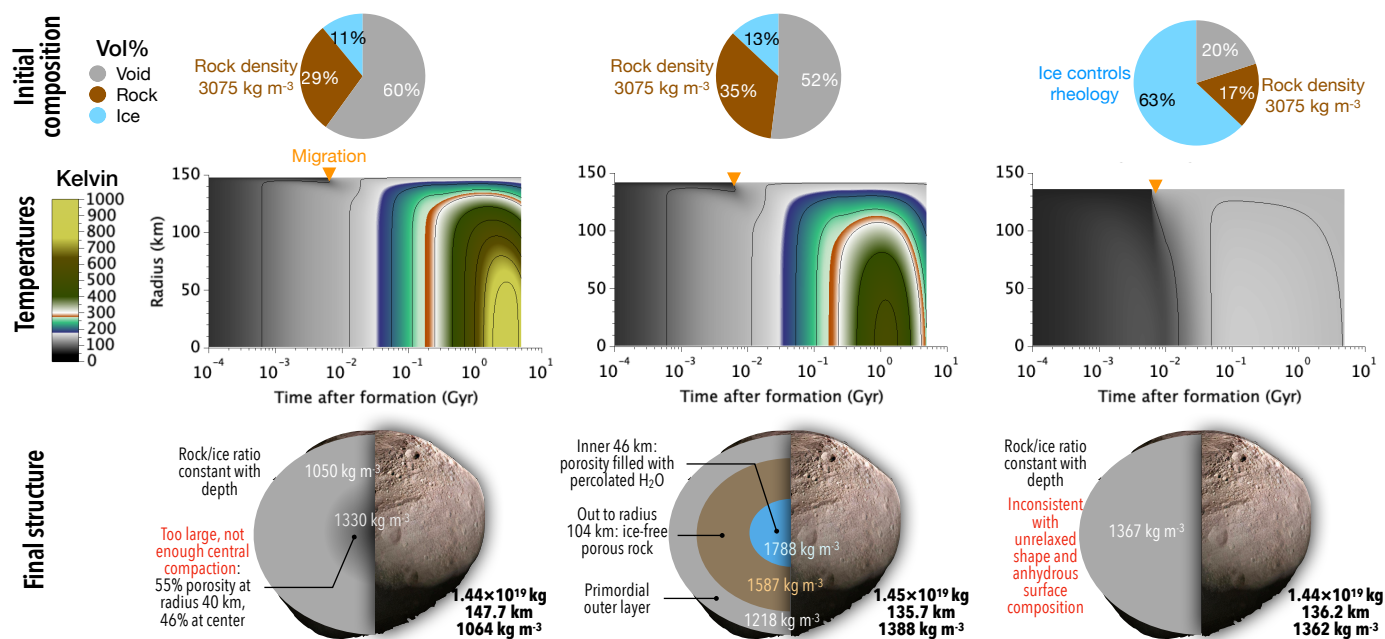 Initial
composition
Vol%
Void
Rock
Ice
Rock density
3075 kg m-3
11%
29%
60%
Rock density
3075 kg m-3
13%
35%
52%
Ice controls
rheology
20%
17%
63%
Rock density
3075 kg m-3
Temperatures
Kelvin
1000
900
800
700
600
500
400
300
200
100
0
Migration
Radius (km)
150
100
50
0
10⁻⁴
10⁻³
10⁻²
10⁻¹
10⁰
10¹
Time after formation (Gyr)
150
100
50
0
10⁻⁴
10⁻³
10⁻²
10⁻¹
10⁰
10¹
Time after formation (Gyr)
150
100
50
0
10⁻⁴
10⁻³
10⁻²
10⁻¹
10⁰
10¹
Time after formation (Gyr)
Final structure
Rock/ice ratio
constant with
depth
Too large, not
enough central
compaction:
55% porosity at
radius 40 km,
46% at center
1050 kg m-3
1330 kg m-3
1.44×10¹⁹ kg
147.7 km
1064 kg m-3
Inner 46 km:
porosity filled with
percolated H₂O
Out to radius
104 km: ice-free
porous rock
Primordial
outer layer
1788 kg m-3
1587 kg m-3
1218 kg m-3
1.45×10¹⁹ kg
135.7 km
1388 kg m-3
Rock/ice ratio
constant with
depth
Inconsistent
with
unrelaxed
shape and
anhydrous
surface
composition
1367 kg m-3
1.44×10¹⁹ kg
136.2 km
1362 kg m-3